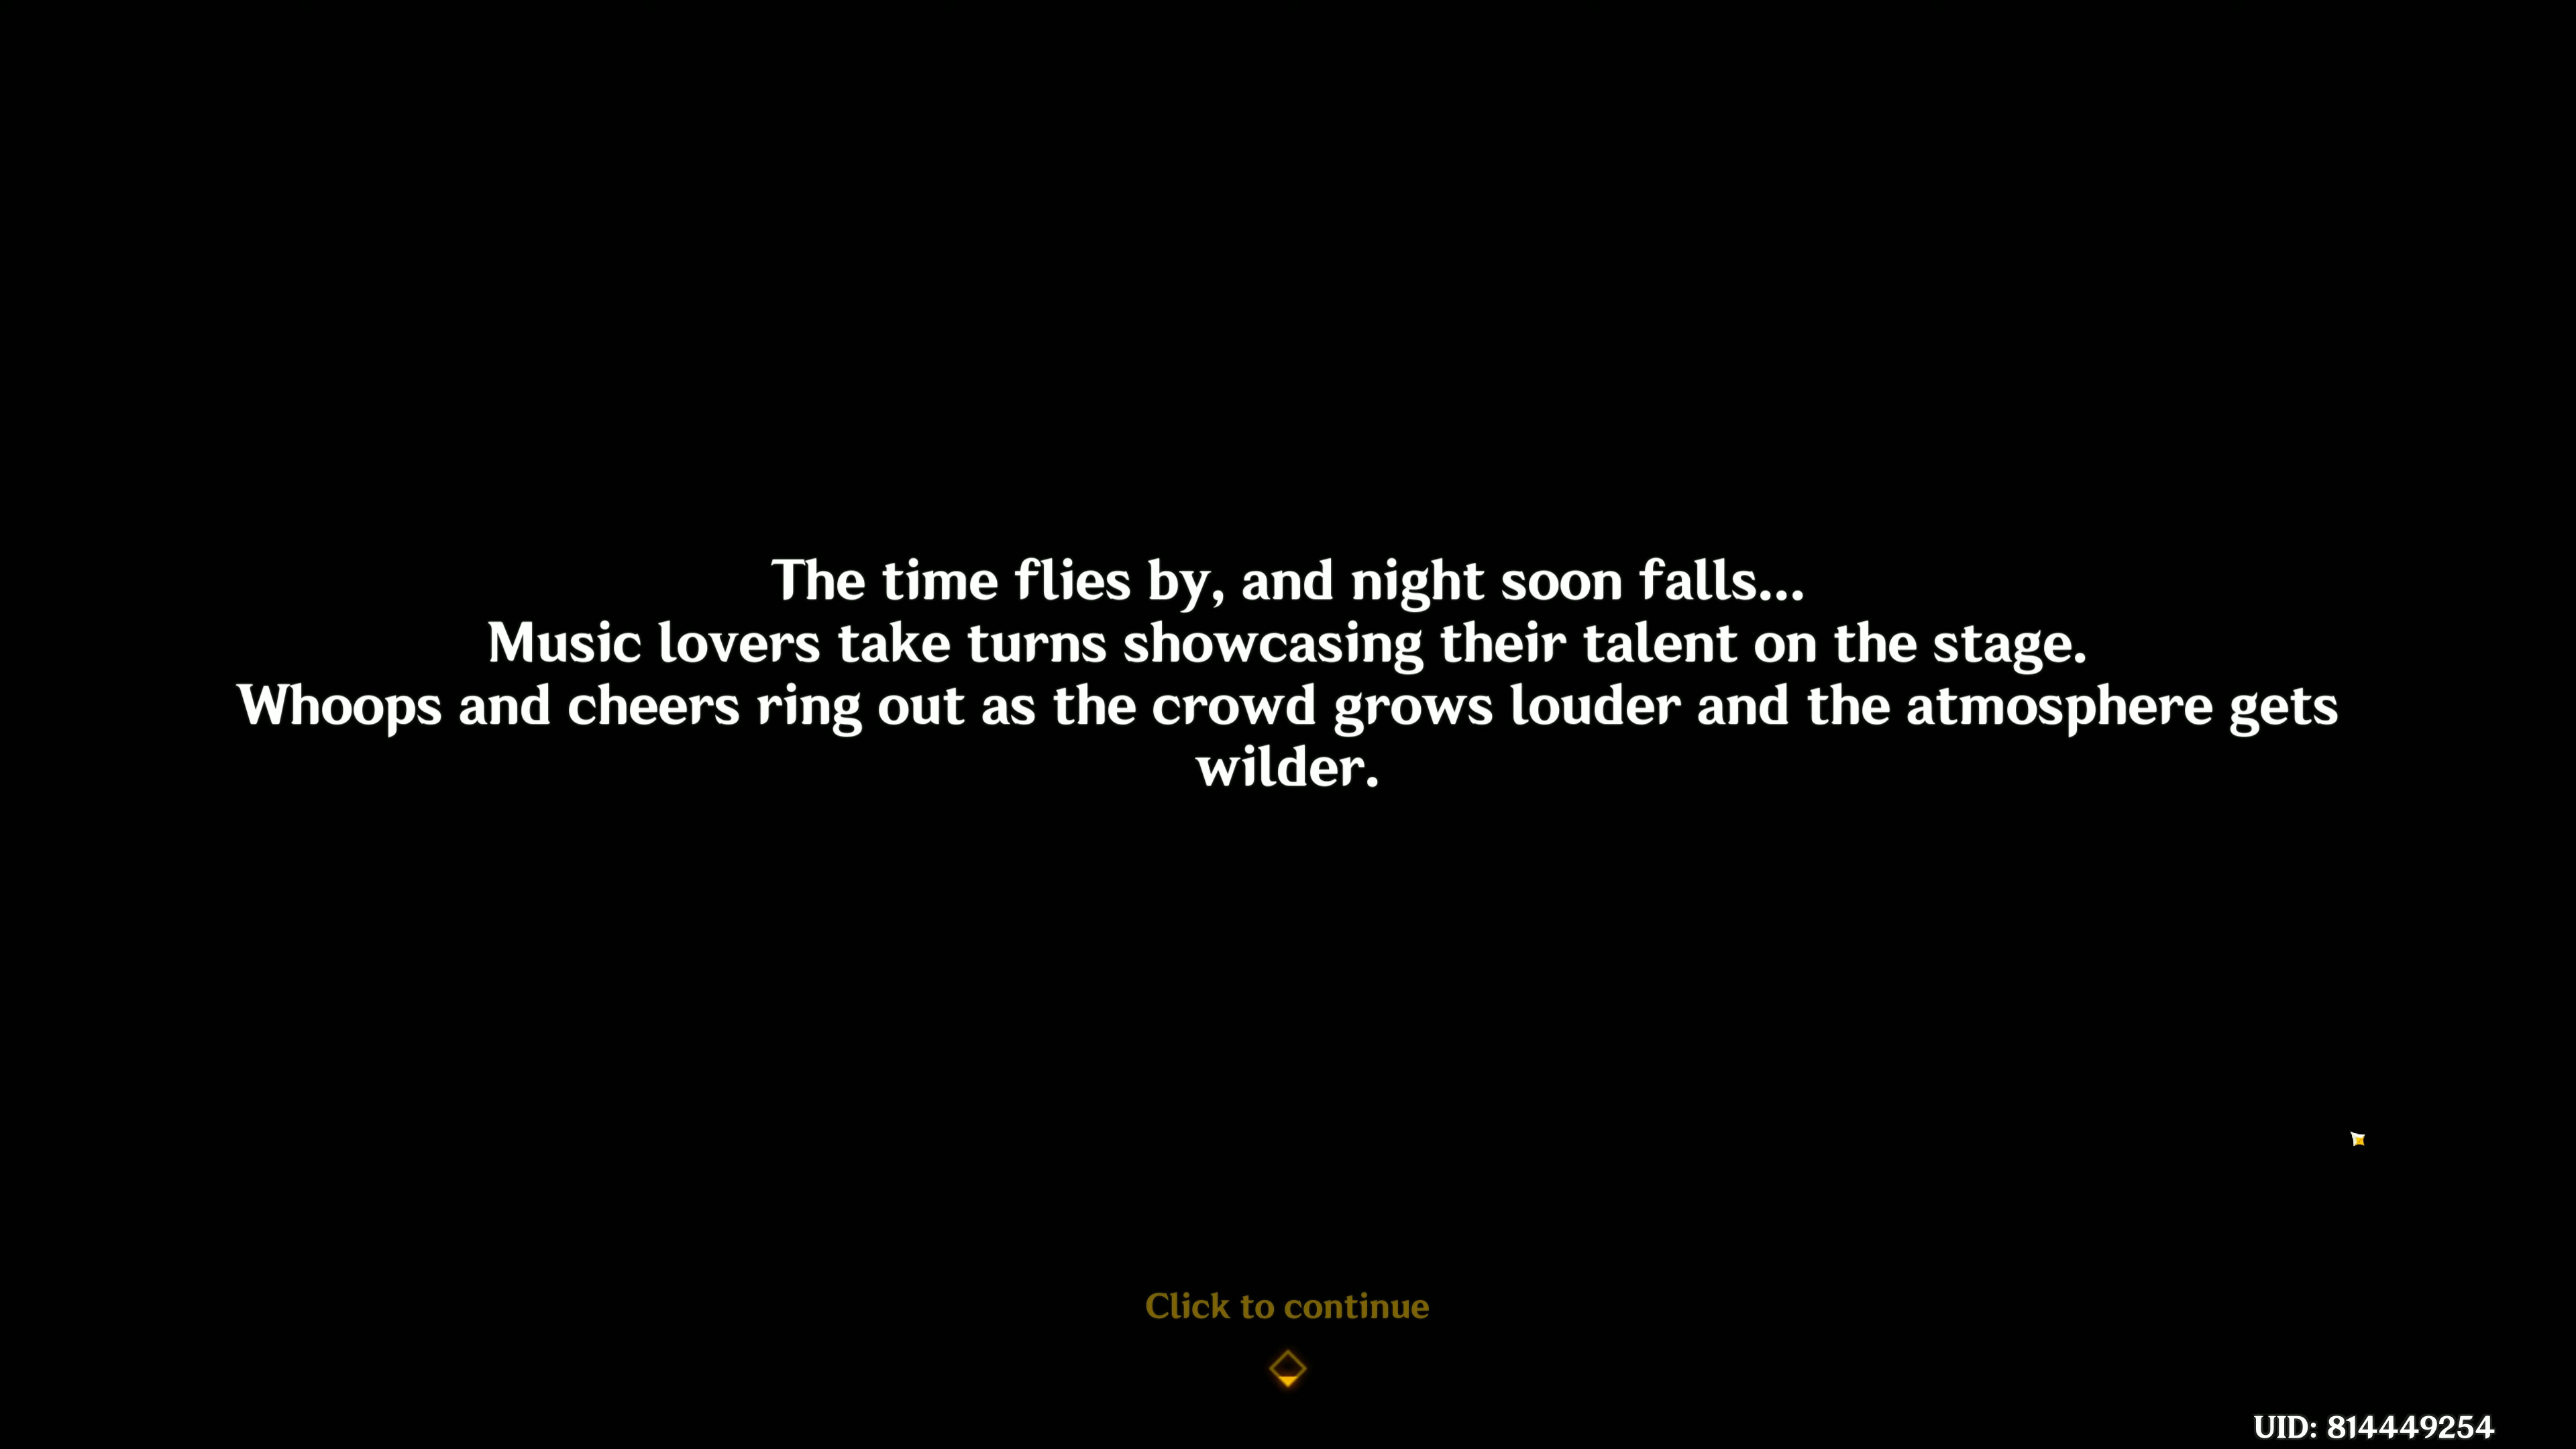 The time flies by, and night soon falls...
Music lovers take turns showcasing their talent on the stage.
Whoops and cheers ring out as the crowd grows louder and the atmosphere gets
wilder.
Click to continue
UID: 814449254